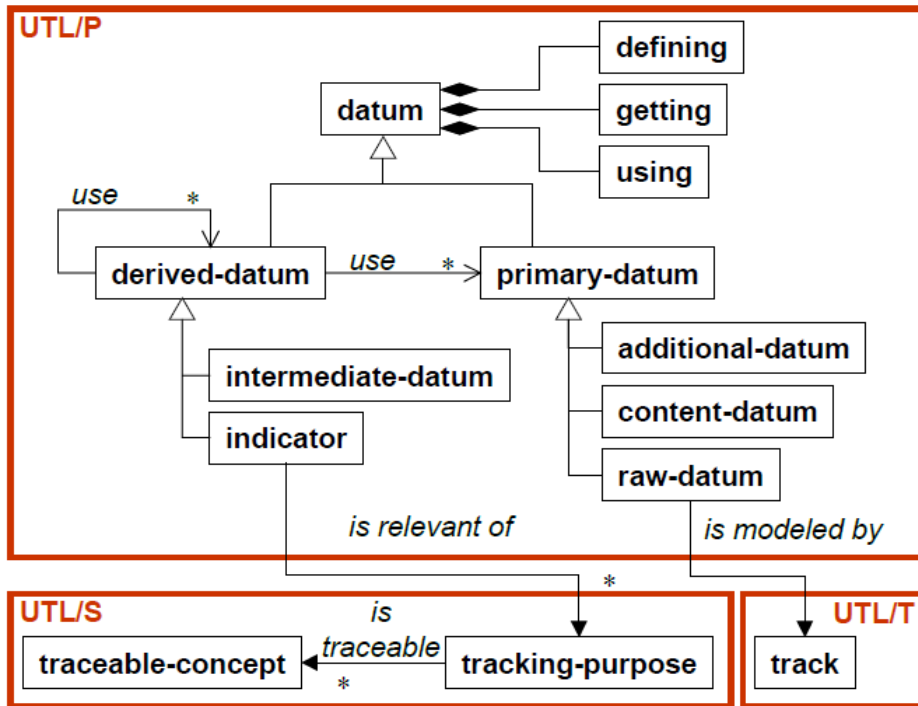 UTL/P
defining
datum
getting
using
use *
derived-datum
use *
primary-datum
additional-datum
intermediate-datum
content-datum
indicator
raw-datum
is relevant of
is modeled by
*
UTL/S
UTL/T
is
traceable
traceable-concept
*
tracking-purpose
track